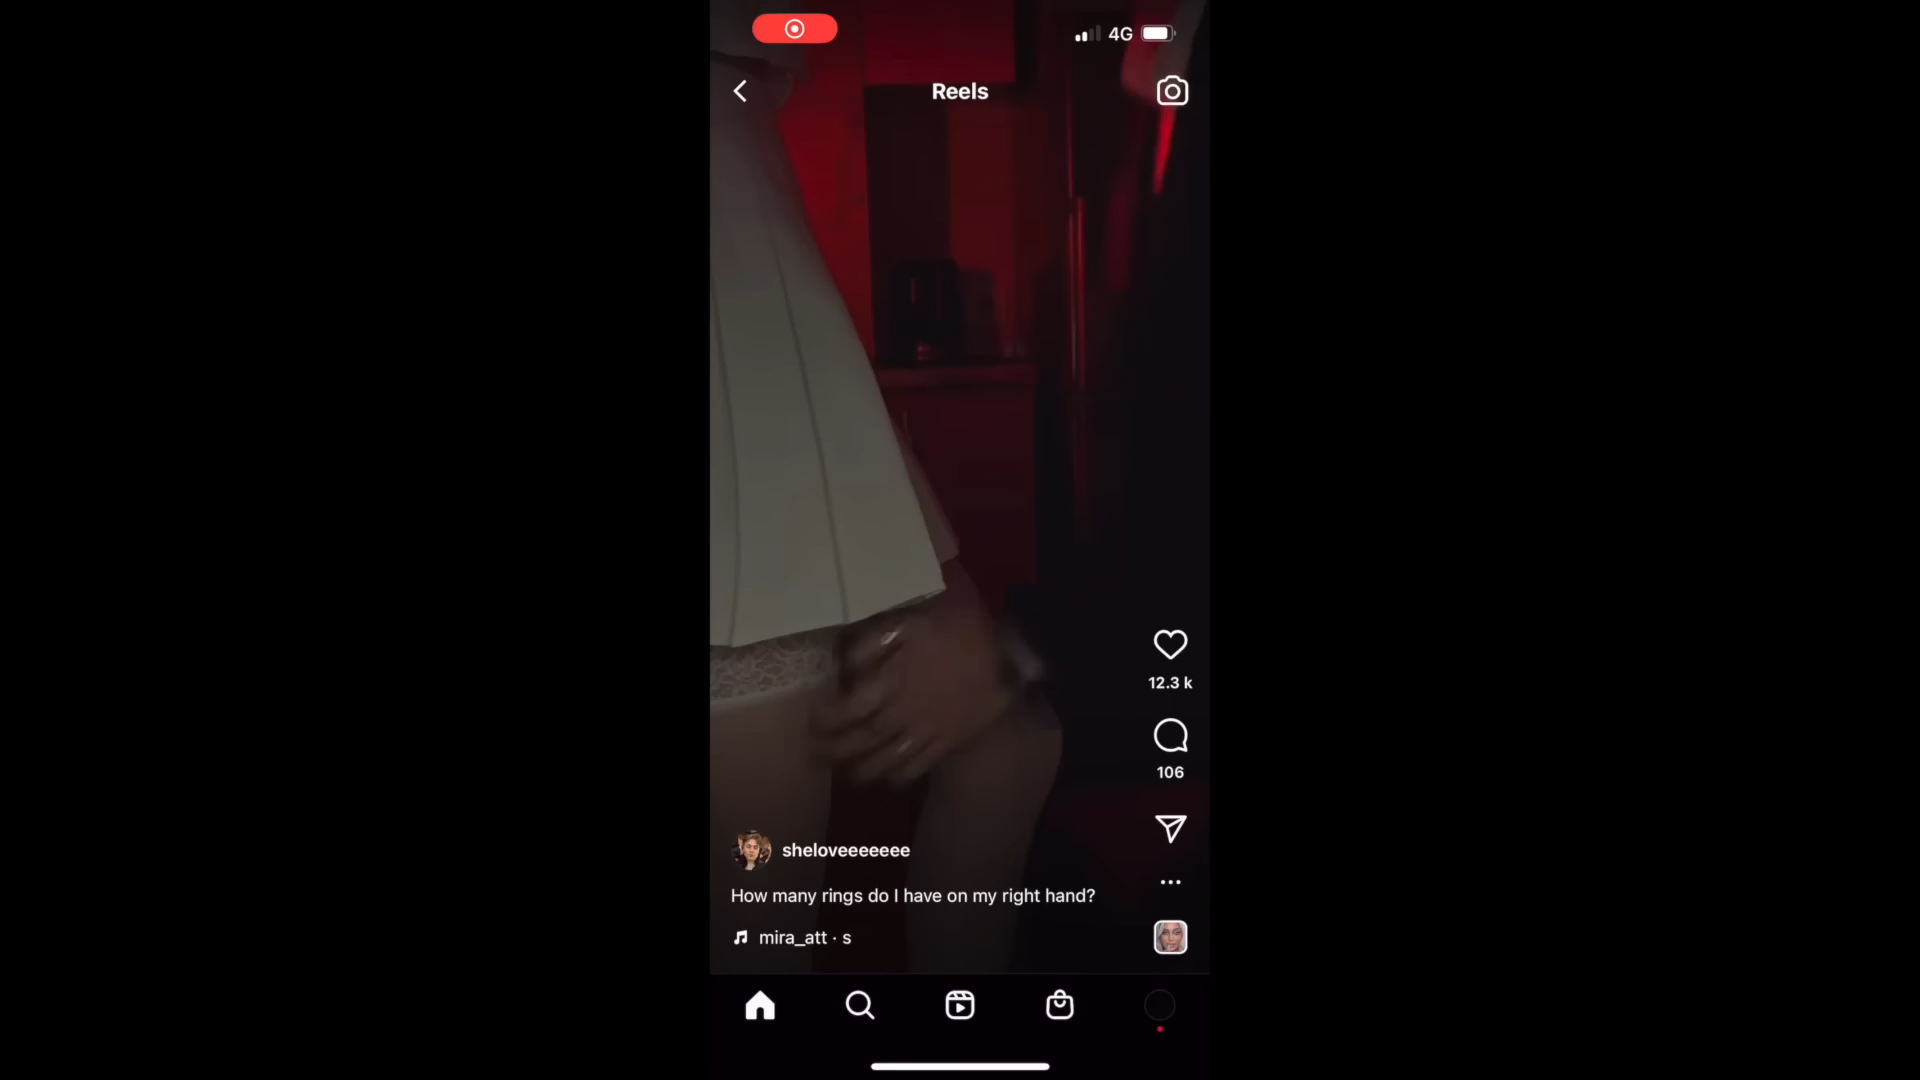 4G
Reels
12.3 k
106
sheloveeeeeee
How many rings do I have on my right hand?
mira_att · s